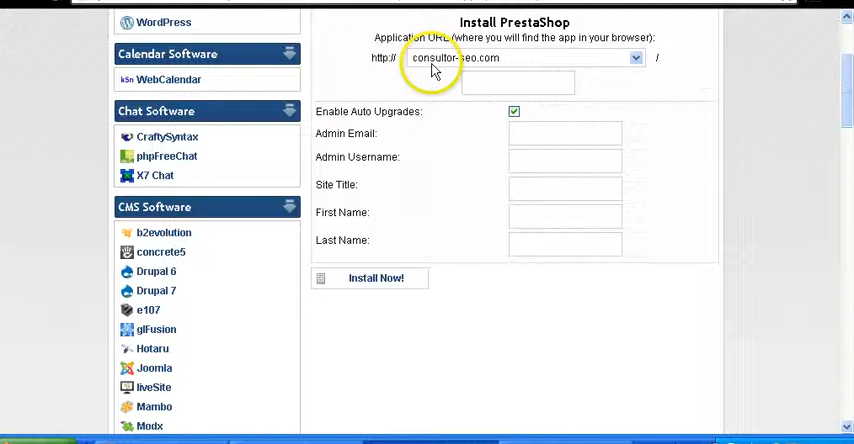 WordPress
Calendar Software
k5n WebCalendar
Chat Software
CraftySyntax
phpFreeChat
X7 Chat
CMS Software
b2evolution
concrete5
Drupal 6
Drupal 7
e107
glFusion
Hotaru
Joomla
liveSite
Mambo
Modx
Install PrestaShop
Application URL (where you will find the app in your browser):
http:// consultor-seo.com /
Enable Auto Upgrades:
Admin Email:
Admin Username:
Site Title:
First Name:
Last Name:
Install Now!